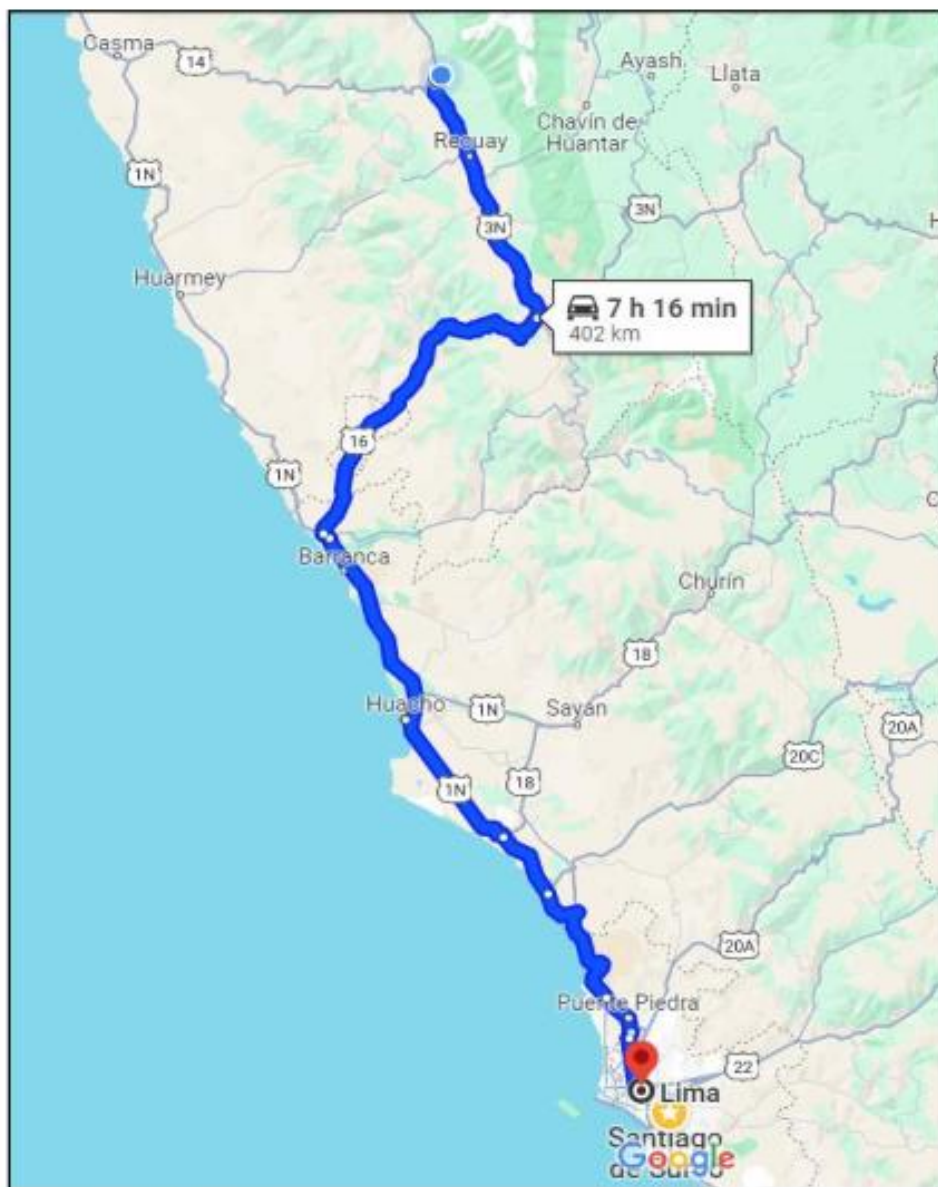 Casma
14
Ayash
Llata
Chavín de
Huantar
Recuay
1N
3N
3N
H
Huarmey
7 h 16 min
402 km
16
1N
C
Barranca
Churín
18
Huacho
1N
Sayán
20A
20C
1N
18
20A
Puente Piedra
22
Lima
Santiago
de Surco
Google